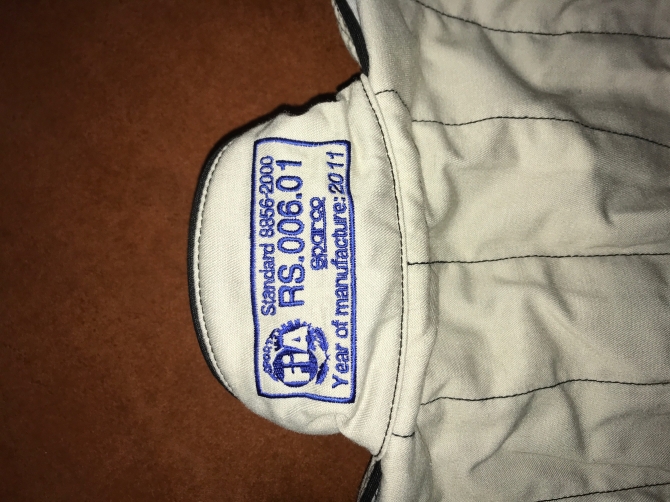 Standard 8856-2000
RS.006.01
sparco
FIA
Year of manufacture: 2011